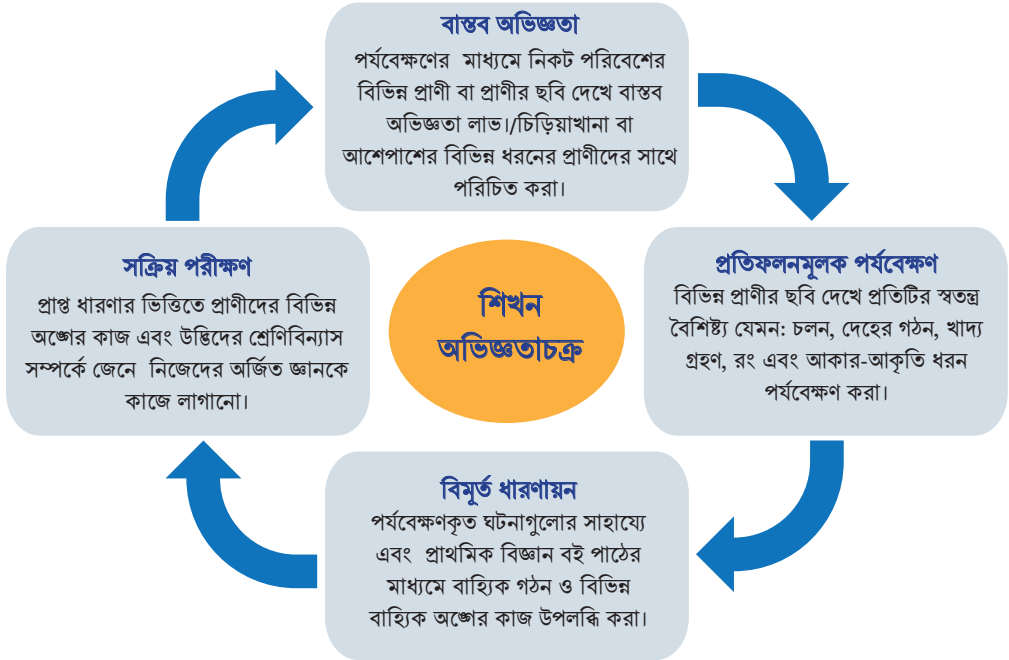 বাস্তব অভিজ্ঞতা
পর্যবেক্ষণের মাধ্যমে নিকট পরিবেশের
বিভিন্ন প্রাণী বা প্রাণীর ছবি দেখে বাস্তব
অভিজ্ঞতা লাভ।/চিড়িয়াখানা বা
আশেপাশের বিভিন্ন ধরনের প্রাণীদের সাথে
পরিচিত করা।
প্রতিফলনমূলক পর্যবেক্ষণ
বিভিন্ন প্রাণীর ছবি দেখে প্রতিটির স্বতন্ত্র
বৈশিষ্ট্য যেমন: চলন, দেহের গঠন, খাদ্য
গ্রহণ, রং এবং আকার-আকৃতি ধরন
পর্যবেক্ষণ করা।
বিমূর্ত ধারণায়ন
পর্যবেক্ষণকৃত ঘটনাগুলোর সাহায্যে
এবং প্রাথমিক বিজ্ঞান বই পাঠের
মাধ্যমে বাহ্যিক গঠন ও বিভিন্ন
বাহ্যিক অঙ্গের কাজ উপলব্ধি করা।
সক্রিয় পরীক্ষণ
প্রাপ্ত ধারণার ভিত্তিতে প্রাণীদের বিভিন্ন
অঙ্গের কাজ এবং উদ্ভিদের শ্রেণিবিন্যাস
সম্পর্কে জেনে নিজেদের অর্জিত জ্ঞানকে
কাজে লাগানো।
শিখন
অভিজ্ঞতাচক্র